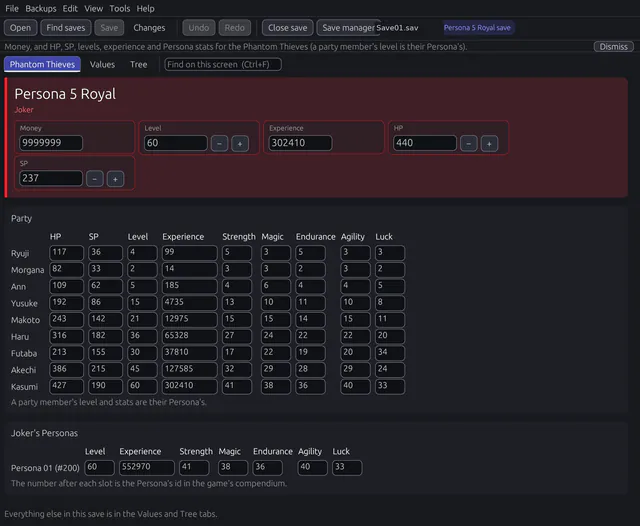 File Backups Edit View Tools Help
Open Find saves Save Changes Undo Redo Close save Save manager Save01.sav Persona 5 Royal save
Money, and HP, SP, levels, experience and Persona stats for the Phantom Thieves (a party member's level is their Persona's). Dismiss
Phantom Thieves Values Tree Find on this screen (Ctrl+F)
Persona 5 Royal
Joker
Money Level Experience HP
9999999 60 − + 302410 440 − +
SP
237 − +
Party
HP SP Level Experience Strength Magic Endurance Agility Luck
Ryuji 117 36 4 99 5 3 5 3 3
Morgana 82 33 2 14 3 3 2 3 2
Ann 109 62 5 185 4 6 4 4 5
Yusuke 192 86 15 4735 13 10 11 10 8
Makoto 243 142 21 12975 15 15 14 15 11
Haru 316 182 36 65328 27 24 22 22 20
Futaba 213 155 30 37810 17 22 19 20 34
Akechi 386 215 45 127585 32 29 28 29 24
Kasumi 427 190 60 302410 41 38 36 40 33
A party member's level and stats are their Persona's.
Joker's Personas
Level Experience Strength Magic Endurance Agility Luck
Persona 01 (#200) 60 552970 41 38 36 40 33
The number after each slot is the Persona's id in the game's compendium.
Everything else in this save is in the Values and Tree tabs.